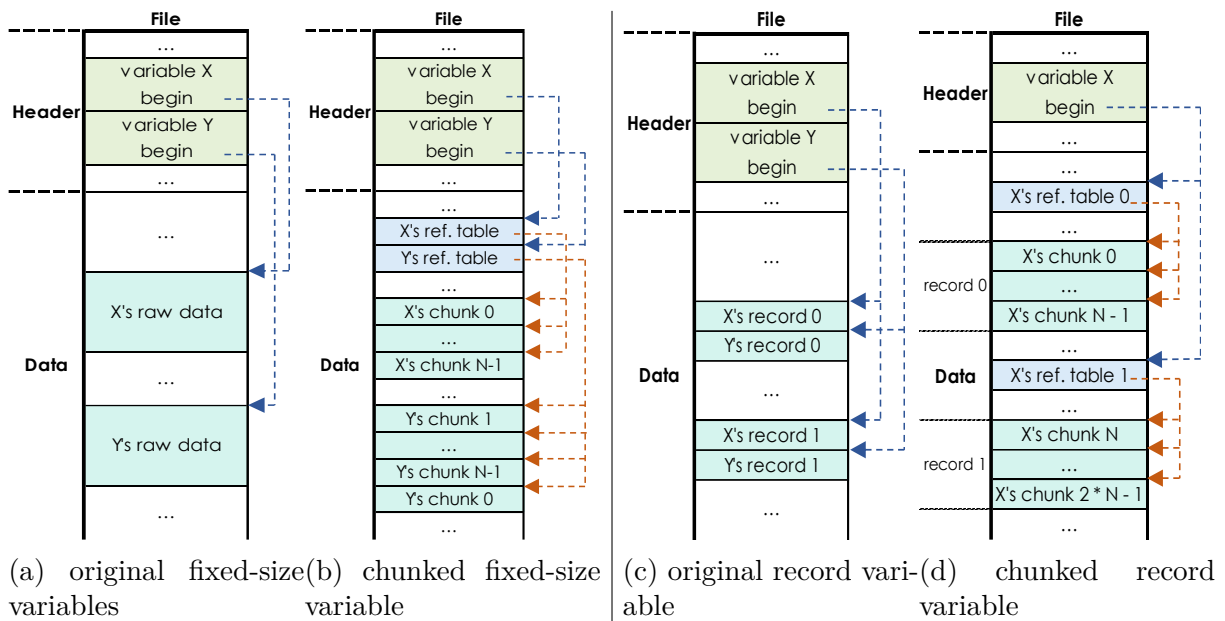 File
...
Header
variable X
begin
variable Y
begin
...
Data
...
X's raw data
...
Y's raw data
...
(a) original fixed-size
variables
File
...
variable X
begin
variable Y
begin
...
...
X's ref. table
Y's ref. table
...
X's chunk 0
...
X's chunk N-1
...
Y's chunk 1
...
Y's chunk N-1
Y's chunk 0
...
(b) chunked fixed-size
variable
File
...
Header
variable X
begin
variable Y
begin
...
Data
...
X's record 0
Y's record 0
...
X's record 1
Y's record 1
...
(c) original record vari-
able
File
...
Header
variable X
begin
...
...
X's ref. table 0
...
record 0
X's chunk 0
...
X's chunk N - 1
Data
...
X's ref. table 1
...
record 1
X's chunk N
...
X's chunk 2 * N - 1
...
(d) chunked record
variable